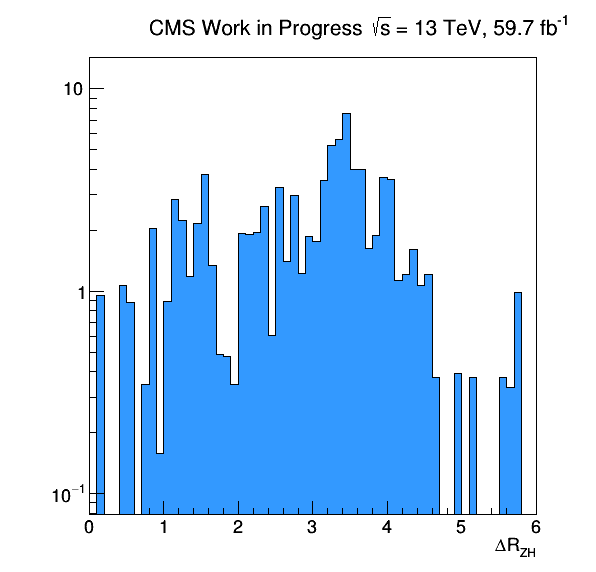 CMS Work in Progress √s = 13 TeV, 59.7 fb⁻¹
10
1
10⁻¹
0 1 2 3 4 5 6
ΔR_ZH